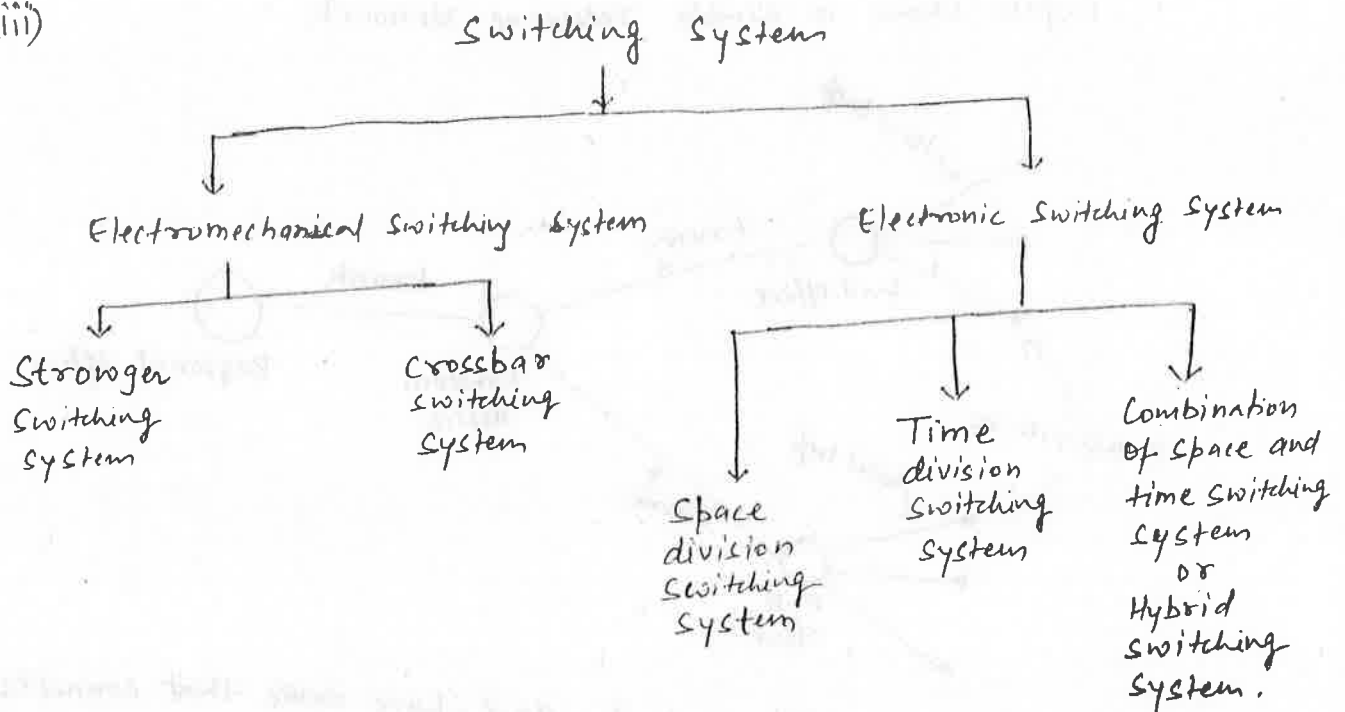 iii)
Switching System
Electromechanical Switching System
Electronic Switching System
Strowger
Switching
System
Crossbar
switching
system
Space
division
Switching
System
Time
division
Switching
System
Combination
of space and
time switching
system
or
Hybrid
switching
system.